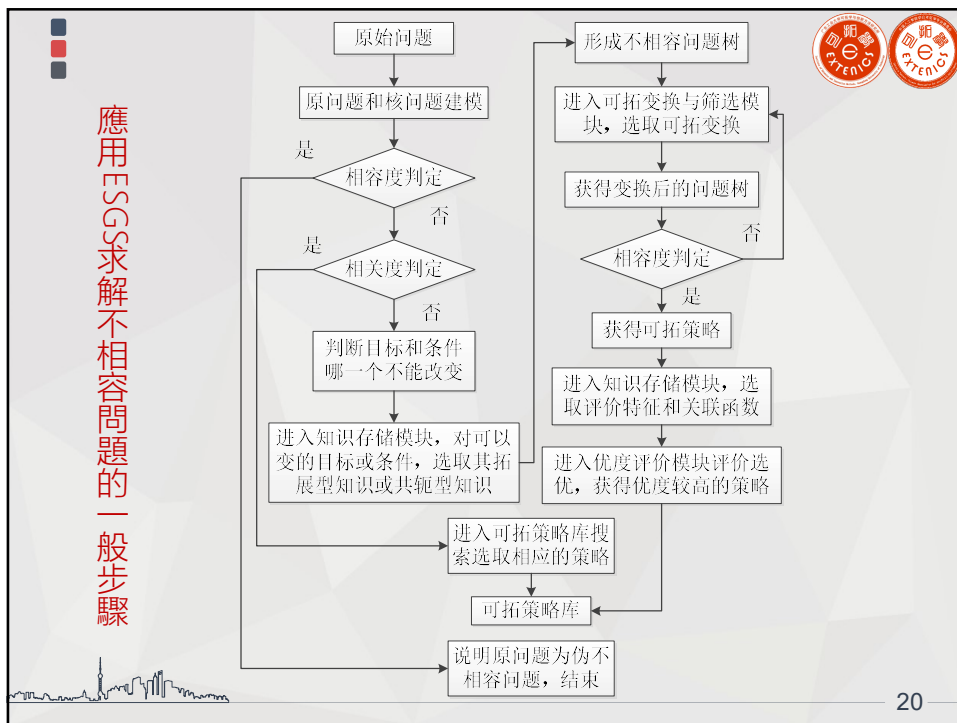 應用ESGS求解不相容問題的一般步驟
原始问题
原问题和核问题建模
是
相容度判定
否
是
相关度判定
否
判断目标和条件
哪一个不能改变
进入知识存储模块，对可以
变的目标或条件，选取其拓
展型知识或共轭型知识
形成不相容问题树
进入可拓变换与筛选模
块，选取可拓变换
获得变换后的问题树
否
相容度判定
是
获得可拓策略
进入知识存储模块，选
取评价特征和关联函数
进入优度评价模块评价选
优，获得优度较高的策略
进入可拓策略库搜
索选取相应的策略
可拓策略库
说明原问题为伪不
相容问题，结束
可拓學
EXTENICS
可拓學
EXTENICS
20